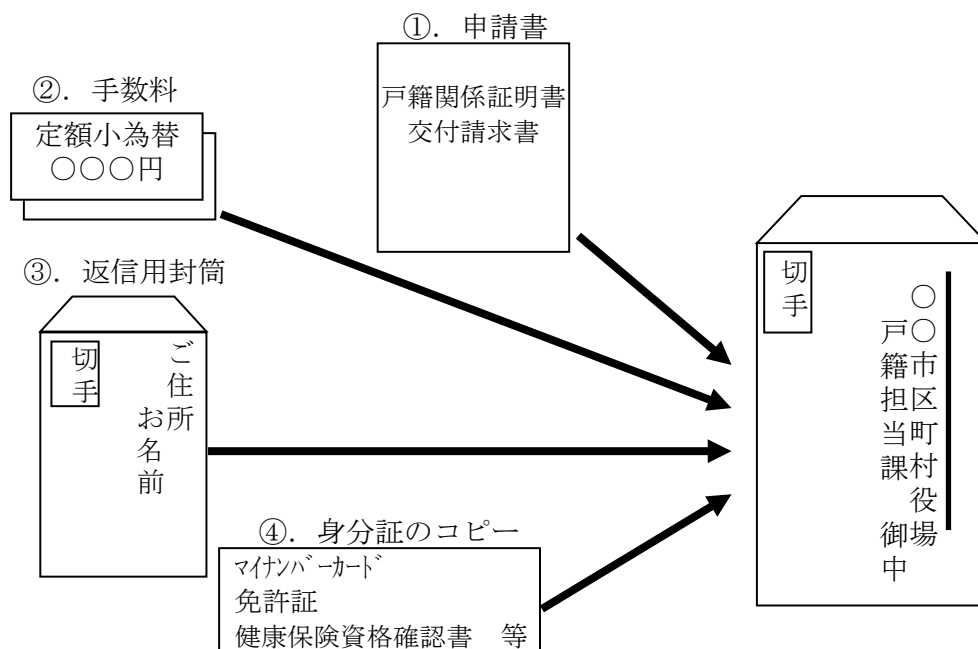 ①．申請書
戸籍関係証明書
交付請求書
②．手数料
定額小為替
○○○円
③．返信用封筒
切手
ご住所
お名前
④．身分証のコピー
ﾏｲﾅﾝﾊﾞｰｶｰﾄﾞ
免許証
健康保険資格確認書　等
切手
○○市区町村役場
戸籍担当課　御中